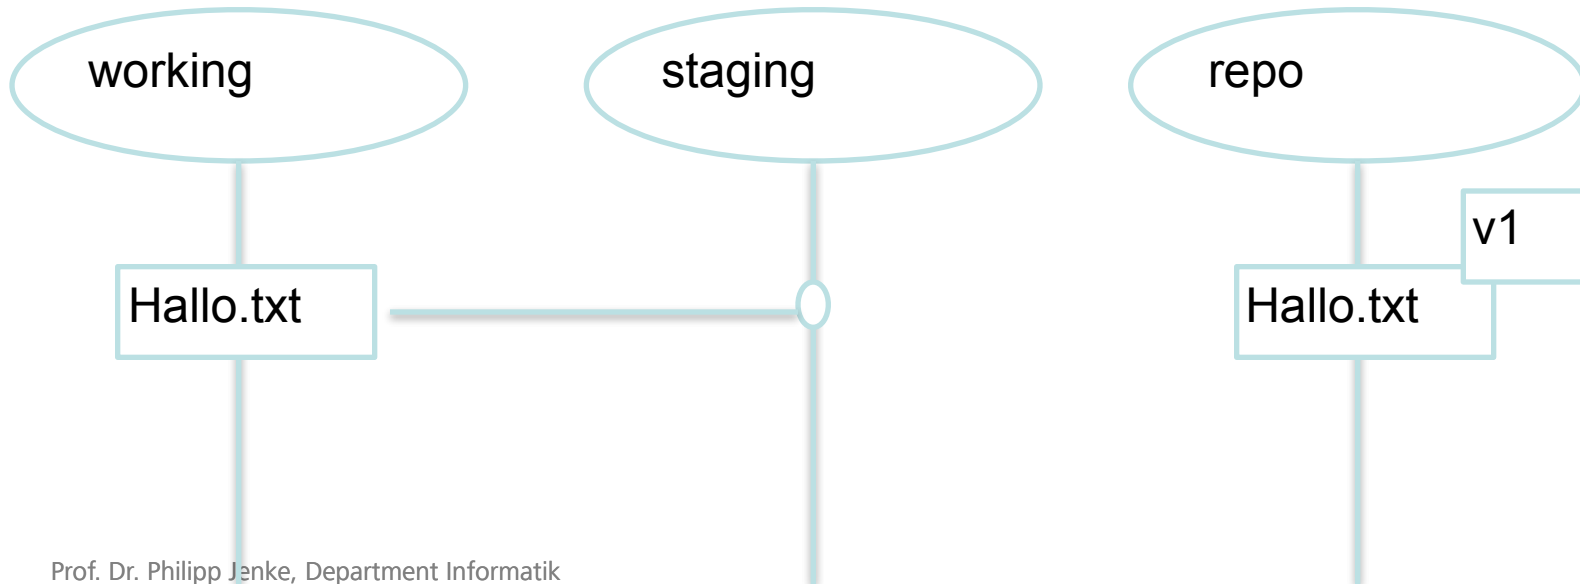 working
staging
repo
v1
Hallo.txt
Hallo.txt
Prof. Dr. Philipp Jenke, Department Informatik